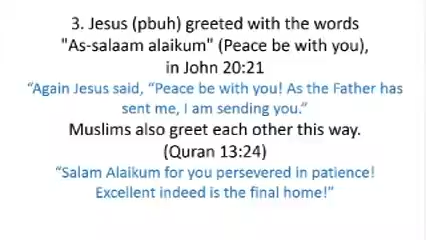 3. Jesus (pbuh) greeted with the words
"As-salaam alaikum" (Peace be with you),
in John 20:21
“Again Jesus said, “Peace be with you! As the Father has
sent me, I am sending you.”
Muslims also greet each other this way.
(Quran 13:24)
“Salam Alaikum for you persevered in patience!
Excellent indeed is the final home!”